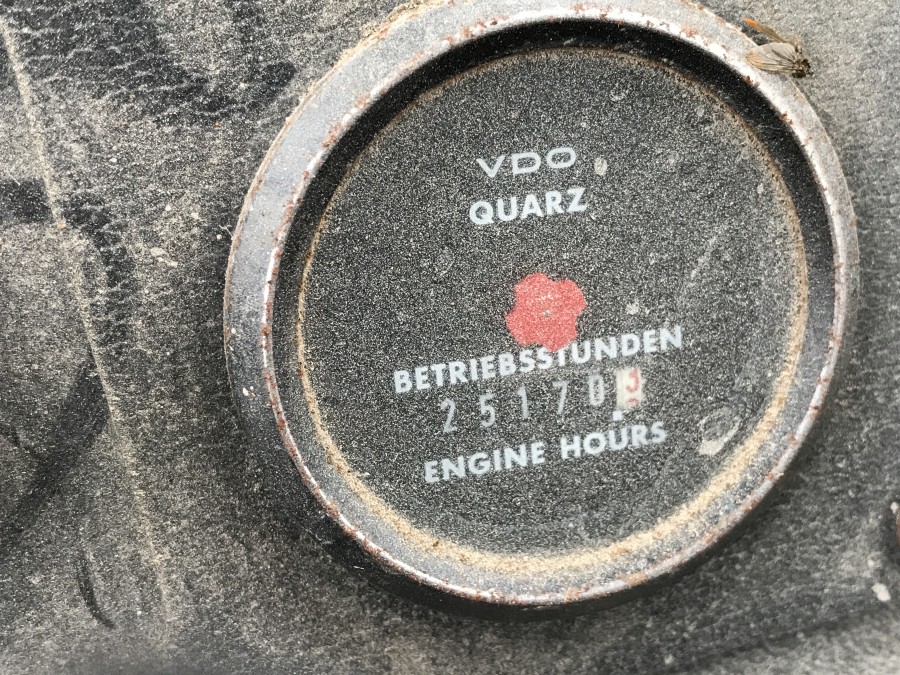 VDO
QUARZ
BETRIEBSSTUNDEN
25170
ENGINE HOURS